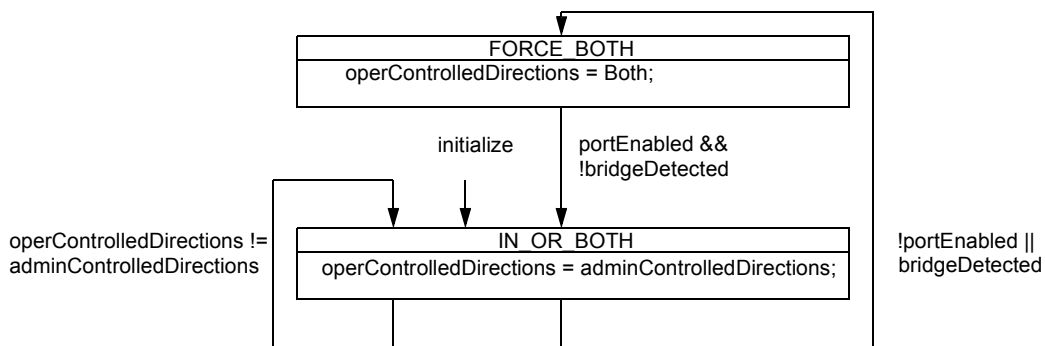 FORCE_BOTH
operControlledDirections = Both;
initialize
portEnabled &&
!bridgeDetected
operControlledDirections !=
adminControlledDirections
IN_OR_BOTH
operControlledDirections = adminControlledDirections;
!portEnabled ||
bridgeDetected